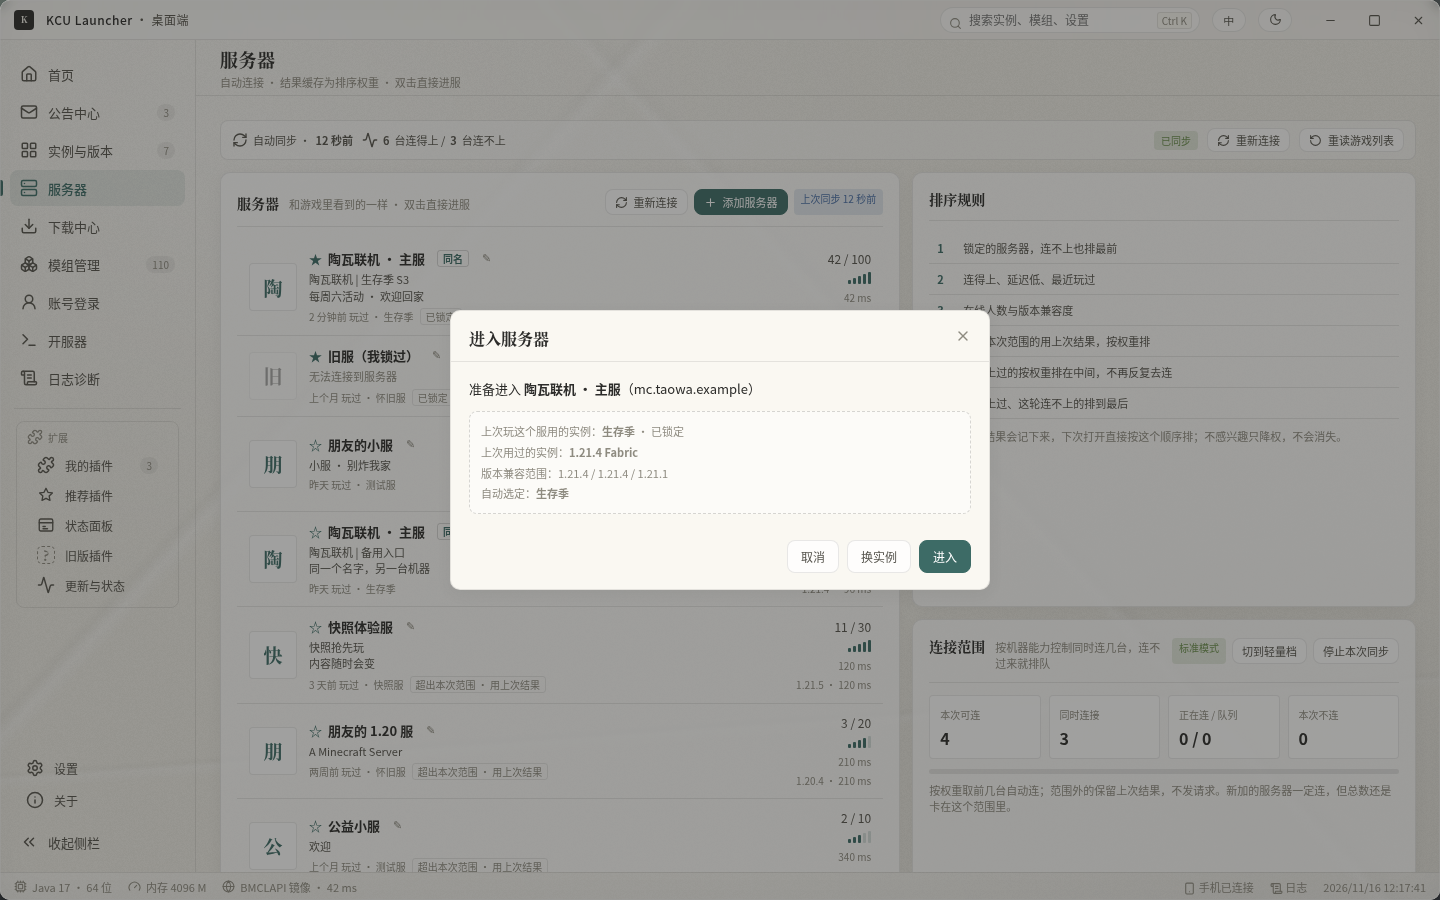 K KCU Launcher · 桌面端
搜索实例、模组、设置 Ctrl K 中
首页
公告中心 3
实例与版本 7
服务器
下载中心
模组管理 110
账号登录
开服器
日志诊断
扩展
我的插件 3
推荐插件
状态面板
旧版插件
更新与状态
设置
关于
收起侧栏
服务器
自动连接 · 结果缓存为排序权重 · 双击直接进服
自动同步 · 12 秒前 6 台连得上 / 3 台连不上
已同步 重新连接 重读游戏列表
服务器 和游戏里看到的一样 · 双击直接进服 重新连接 添加服务器 上次同步 12 秒前
陶 ★ 陶瓦联机 · 主服 同名 ✎ 42 / 100
陶瓦联机 | 生存季 S3
每周六活动 · 欢迎回家 42 ms
2 分钟前 玩过 · 生存季 已锁定
旧 ★ 旧服（我锁过） ✎
无法连接到服务器
上个月 玩过 · 怀旧服 已锁定
朋 ☆ 朋友的小服 ✎
小服 · 别炸我家
昨天 玩过 · 测试服
陶 ☆ 陶瓦联机 · 主服
陶瓦联机 | 备用入口
同一个名字，另一台机器
昨天 玩过 · 生存季
快 ☆ 快照体验服 ✎ 11 / 30
快照抢先玩
内容随时会变 120 ms
3 天前 玩过 · 快照服 超出本次范围 · 用上次结果 1.21.5 · 120 ms
朋 ☆ 朋友的 1.20 服 ✎ 3 / 20
A Minecraft Server
210 ms
两周前 玩过 · 怀旧服 超出本次范围 · 用上次结果 1.20.4 · 210 ms
公 ☆ 公益小服 ✎ 2 / 10
欢迎
340 ms
上个月 玩过 · 测试服 超出本次范围 · 用上次结果
排序规则
1 锁定的服务器，连不上也排最前
2 连得上、延迟低、最近玩过
在线人数与版本兼容度
本次范围的用上次结果，按权重排
上过的按权重排在中间，不再反复去连
上过、这轮连不上的排到最后
结果会记下来，下次打开直接按这个顺序排；不感兴趣只降权，不会消失。
连接范围 按机器能力控制同时连几台，连不过来就排队 标准模式 切到轻量档 停止本次同步
本次可连 同时连接 正在连 / 队列 本次不连
4 3 0 / 0 0
按权重取前几台自动连；范围外的保留上次结果，不发请求。新加的服务器一定连，但总数还是
卡在这个范围里。
进入服务器
准备进入 陶瓦联机 · 主服（mc.taowa.example）
上次玩这个服用的实例：生存季 · 已锁定
上次用过的实例：1.21.4 Fabric
版本兼容范围：1.21.4 / 1.21.4 / 1.21.1
自动选定：生存季
取消 换实例 进入
Java 17 · 64 位 内存 4096 M BMCLAPI 镜像 · 42 ms
手机已连接 日志 2026/11/16 12:17:41